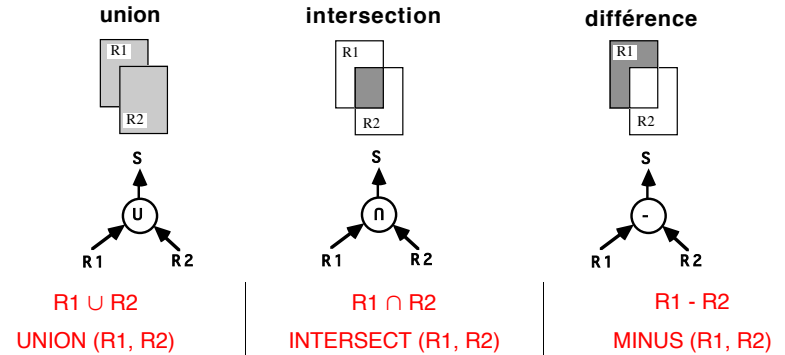 union intersection différence
R1 R1 R1
R2 R2 R2
S S S
∪ ∩ -
R1 R2 R1 R2 R1 R2
R1 ∪ R2 R1 ∩ R2 R1 - R2
UNION (R1, R2) INTERSECT (R1, R2) MINUS (R1, R2)